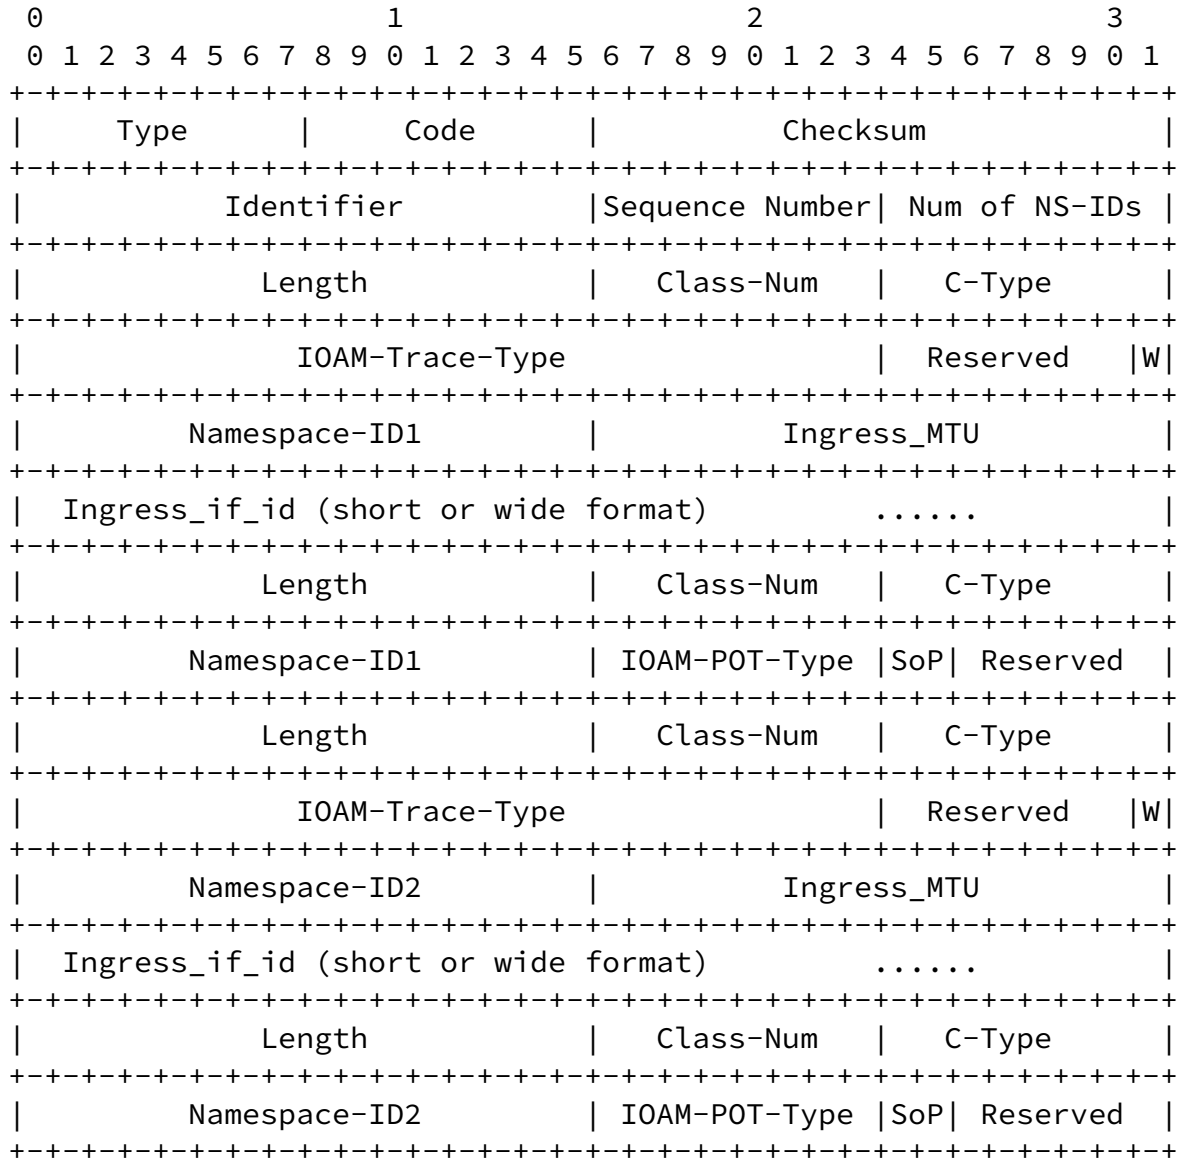 0                   1                   2                   3
 0 1 2 3 4 5 6 7 8 9 0 1 2 3 4 5 6 7 8 9 0 1 2 3 4 5 6 7 8 9 0 1
+-+-+-+-+-+-+-+-+-+-+-+-+-+-+-+-+-+-+-+-+-+-+-+-+-+-+-+-+-+-+-+-+
|     Type      |     Code      |          Checksum             |
+-+-+-+-+-+-+-+-+-+-+-+-+-+-+-+-+-+-+-+-+-+-+-+-+-+-+-+-+-+-+-+-+
|           Identifier          |Sequence Number| Num of NS-IDs |
+-+-+-+-+-+-+-+-+-+-+-+-+-+-+-+-+-+-+-+-+-+-+-+-+-+-+-+-+-+-+-+-+
|             Length            |   Class-Num   |   C-Type      |
+-+-+-+-+-+-+-+-+-+-+-+-+-+-+-+-+-+-+-+-+-+-+-+-+-+-+-+-+-+-+-+-+
|               IOAM-Trace-Type                 |  Reserved   |W|
+-+-+-+-+-+-+-+-+-+-+-+-+-+-+-+-+-+-+-+-+-+-+-+-+-+-+-+-+-+-+-+-+
|         Namespace-ID1         |          Ingress_MTU          |
+-+-+-+-+-+-+-+-+-+-+-+-+-+-+-+-+-+-+-+-+-+-+-+-+-+-+-+-+-+-+-+-+
|  Ingress_if_id (short or wide format)         ......          |
+-+-+-+-+-+-+-+-+-+-+-+-+-+-+-+-+-+-+-+-+-+-+-+-+-+-+-+-+-+-+-+-+
|             Length            |   Class-Num   |   C-Type      |
+-+-+-+-+-+-+-+-+-+-+-+-+-+-+-+-+-+-+-+-+-+-+-+-+-+-+-+-+-+-+-+-+
|         Namespace-ID1         | IOAM-POT-Type |SoP| Reserved  |
+-+-+-+-+-+-+-+-+-+-+-+-+-+-+-+-+-+-+-+-+-+-+-+-+-+-+-+-+-+-+-+-+
|             Length            |   Class-Num   |   C-Type      |
+-+-+-+-+-+-+-+-+-+-+-+-+-+-+-+-+-+-+-+-+-+-+-+-+-+-+-+-+-+-+-+-+
|               IOAM-Trace-Type                 |  Reserved   |W|
+-+-+-+-+-+-+-+-+-+-+-+-+-+-+-+-+-+-+-+-+-+-+-+-+-+-+-+-+-+-+-+-+
|         Namespace-ID2         |          Ingress_MTU          |
+-+-+-+-+-+-+-+-+-+-+-+-+-+-+-+-+-+-+-+-+-+-+-+-+-+-+-+-+-+-+-+-+
|  Ingress_if_id (short or wide format)         ......          |
+-+-+-+-+-+-+-+-+-+-+-+-+-+-+-+-+-+-+-+-+-+-+-+-+-+-+-+-+-+-+-+-+
|             Length            |   Class-Num   |   C-Type      |
+-+-+-+-+-+-+-+-+-+-+-+-+-+-+-+-+-+-+-+-+-+-+-+-+-+-+-+-+-+-+-+-+
|         Namespace-ID2         | IOAM-POT-Type |SoP| Reserved  |
+-+-+-+-+-+-+-+-+-+-+-+-+-+-+-+-+-+-+-+-+-+-+-+-+-+-+-+-+-+-+-+-+